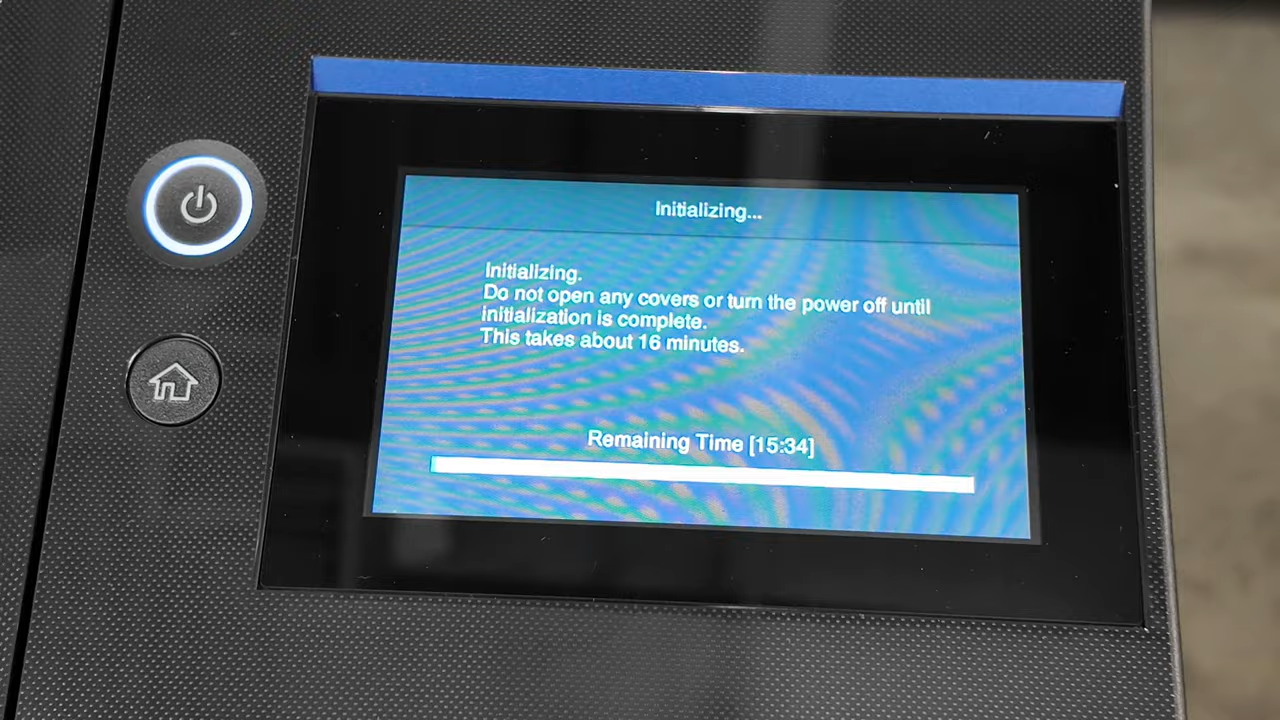 Initializing...
Initializing.
Do not open any covers or turn the power off until
initialization is complete.
This takes about 16 minutes.
Remaining Time [15:34]